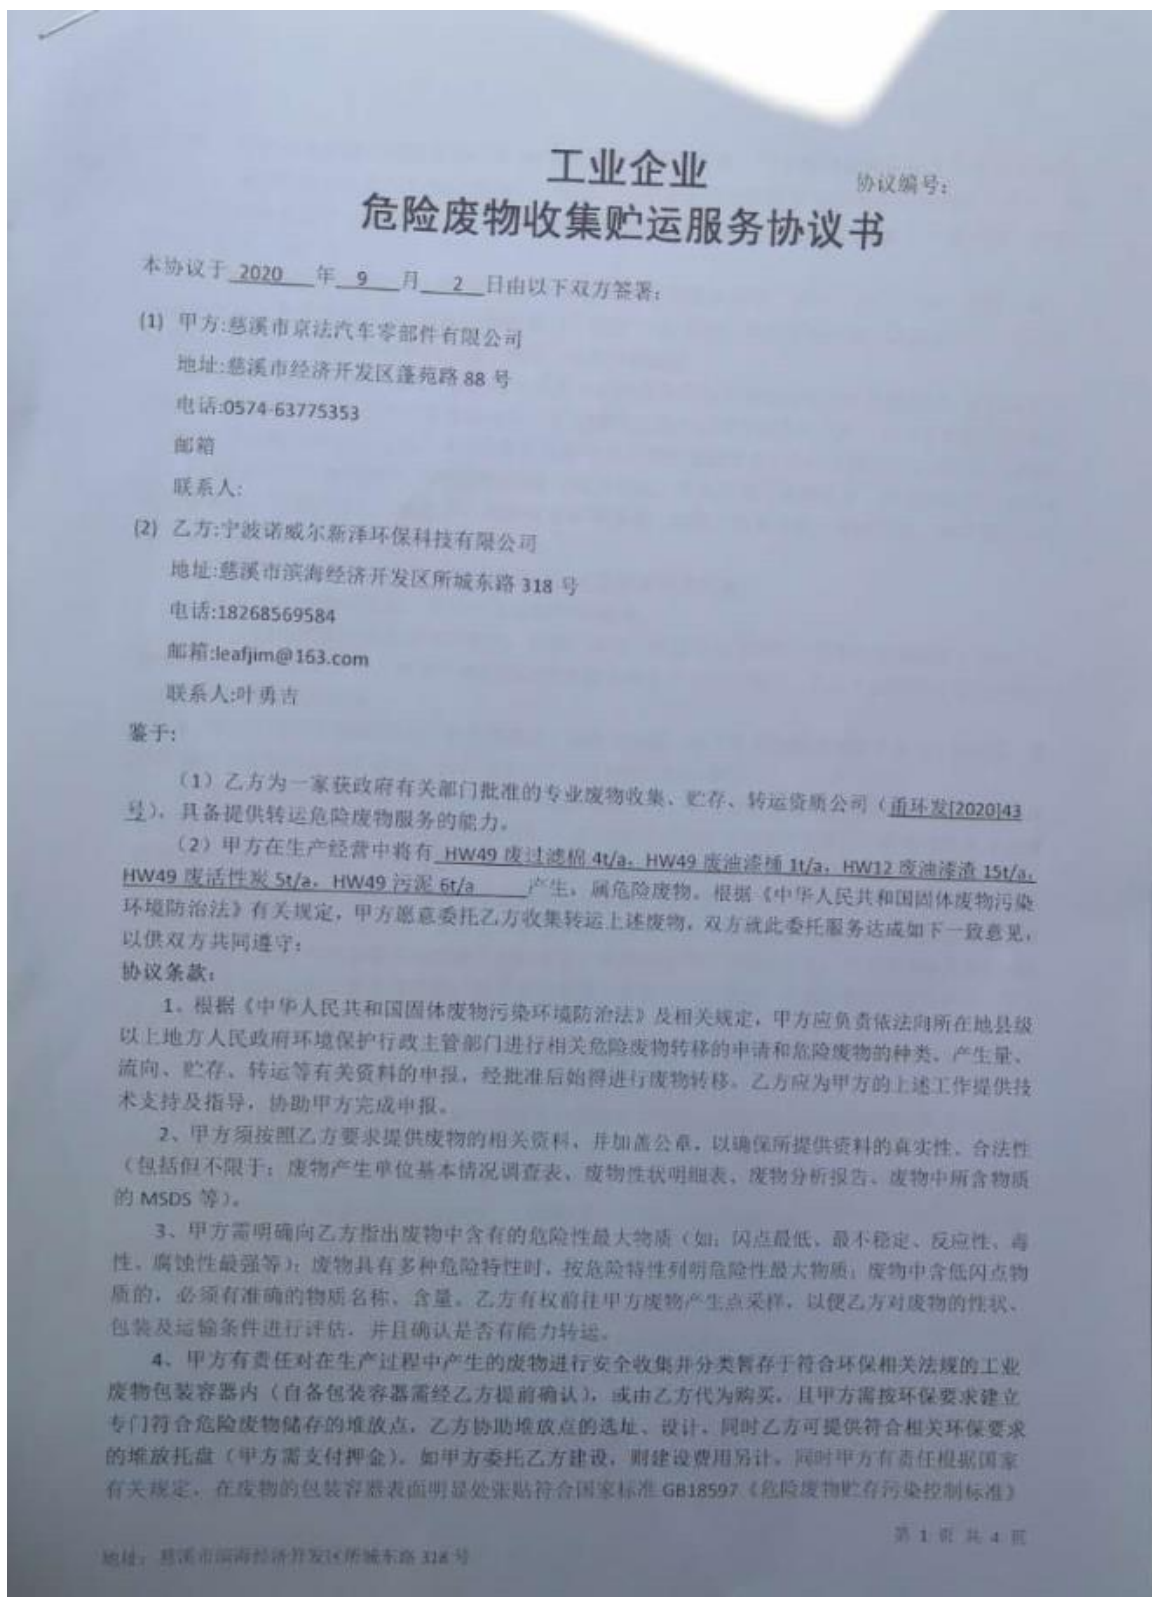 工业企业
协议编号:
危险废物收集贮运服务协议书
本协议于 2020 年 9 月 2 日由以下双方签署:
(1) 甲方:慈溪市京法汽车零部件有限公司
地址:慈溪市经济开发区蓬苑路 88 号
电话:0574-63775353
邮箱
联系人:
(2) 乙方:宁波诺威尔新泽环保科技有限公司
地址:慈溪市滨海经济开发区所城东路 318 号
电话:18268569584
邮箱:leafjim@163.com
联系人:叶勇吉
鉴于:
(1)乙方为一家获政府有关部门批准的专业废物收集、贮存、转运资质公司(甬环发[2020]43
号),具备提供转运危险废物服务的能力。
(2)甲方在生产经营中将有 HW49 废过滤棉 4t/a, HW49 废油漆桶 1t/a, HW12 废油漆渣 15t/a,
HW49 废活性炭 5t/a, HW49 污泥 6t/a 产生,属危险废物。根据《中华人民共和国固体废物污染
环境防治法》有关规定,甲方愿意委托乙方收集转运上述废物,双方就此委托服务达成如下一致意见,
以供双方共同遵守:
协议条款:
1、根据《中华人民共和国固体废物污染环境防治法》及相关规定,甲方应负责依法向所在地县级
以上地方人民政府环境保护行政主管部门进行相关危险废物转移的申请和危险废物的种类、产生量、
流向、贮存、转运等有关资料的申报,经批准后始得进行废物转移。乙方应为甲方的上述工作提供技
术支持及指导,协助甲方完成申报。
2、甲方须按照乙方要求提供废物的相关资料,并加盖公章,以确保所提供资料的真实性、合法性
(包括但不限于:废物产生单位基本情况调查表、废物性状明细表、废物分析报告、废物中所含物质
的 MSDS 等)。
3、甲方需明确向乙方指出废物中含有的危险性最大物质(如:闪点最低、最不稳定、反应性、毒
性、腐蚀性最强等);废物具有多种危险特性时,按危险特性列明危险性最大物质;废物中含低闪点物
质的,必须有准确的物质名称、含量。乙方有权前往甲方废物产生点采样,以便乙方对废物的性状、
包装及运输条件进行评估,并且确认是否有能力转运。
4、甲方有责任对在生产过程中产生的废物进行安全收集并分类暂存于符合环保相关法规的工业
废物包装容器内(自备包装容器需经乙方提前确认),或由乙方代为购买,且甲方需按环保要求建立
专门符合危险废物储存的堆放点,乙方协助堆放点的选址、设计,同时乙方可提供符合相关环保要求
的堆放托盘(甲方需支付押金),如甲方委托乙方建设,则建设费用另计,同时甲方有责任根据国家
有关规定,在废物的包装容器表面明显处张贴符合国家标准 GB18597《危险废物贮存污染控制标准》
第 1 页 共 4 页
地址:慈溪市滨海经济开发区所城东路 318 号